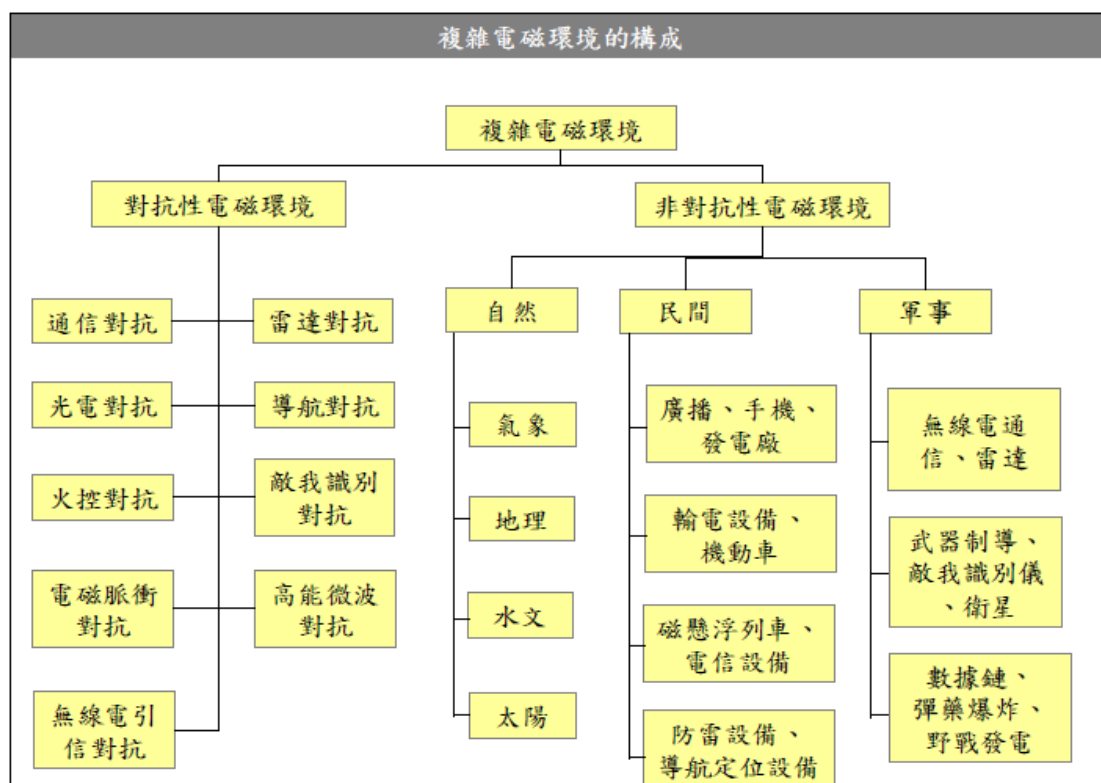 複雜電磁環境的構成
複雜電磁環境
對抗性電磁環境
非對抗性電磁環境
通信對抗
雷達對抗
光電對抗
導航對抗
火控對抗
敵我識別
對抗
電磁脈衝
對抗
高能微波
對抗
無線電引
信對抗
自然
氣象
地理
水文
太陽
民間
廣播、手機、
發電廠
輸電設備、
機動車
磁懸浮列車、
電信設備
防雷設備、
導航定位設備
軍事
無線電通
信、雷達
武器制導、
敵我識別儀
、衛星
數據鏈、
彈藥爆炸、
野戰發電